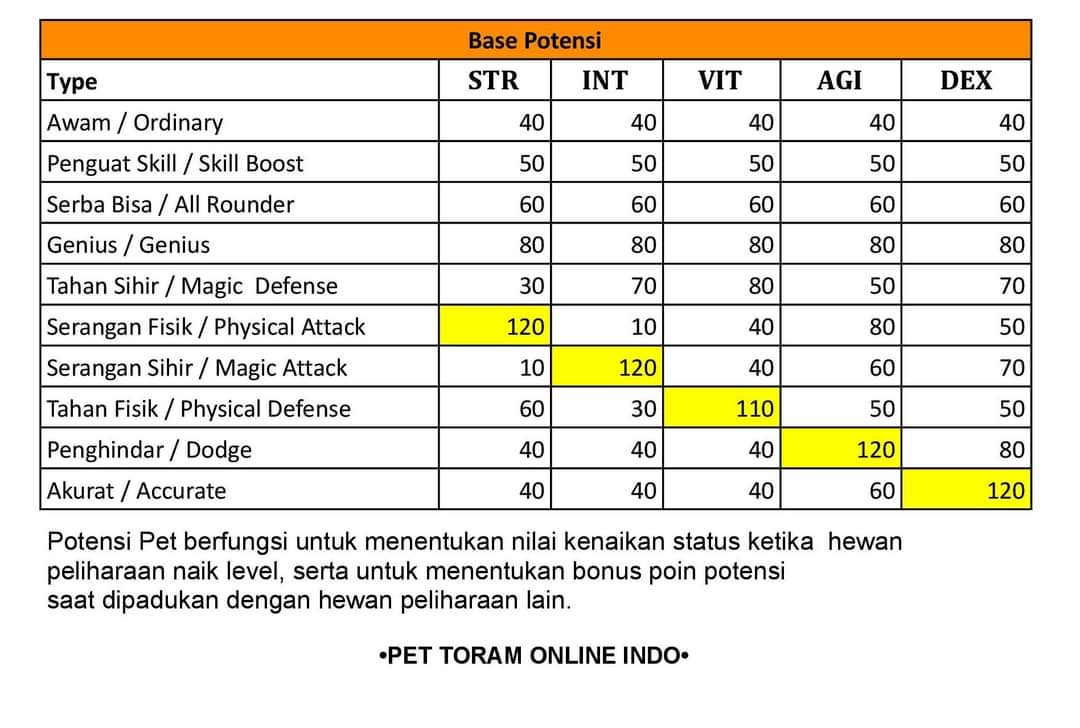 Base Potensi
Type STR INT VIT AGI DEX
Awam / Ordinary 40 40 40 40 40
Penguat Skill / Skill Boost 50 50 50 50 50
Serba Bisa / All Rounder 60 60 60 60 60
Genius / Genius 80 80 80 80 80
Tahan Sihir / Magic Defense 30 70 80 50 70
Serangan Fisik / Physical Attack 120 10 40 80 50
Serangan Sihir / Magic Attack 10 120 40 60 70
Tahan Fisik / Physical Defense 60 30 110 50 50
Penghindar / Dodge 40 40 40 120 80
Akurat / Accurate 40 40 40 60 120
Potensi Pet berfungsi untuk menentukan nilai kenaikan status ketika hewan
peliharaan naik level, serta untuk menentukan bonus poin potensi
saat dipadukan dengan hewan peliharaan lain.
•PET TORAM ONLINE INDO•